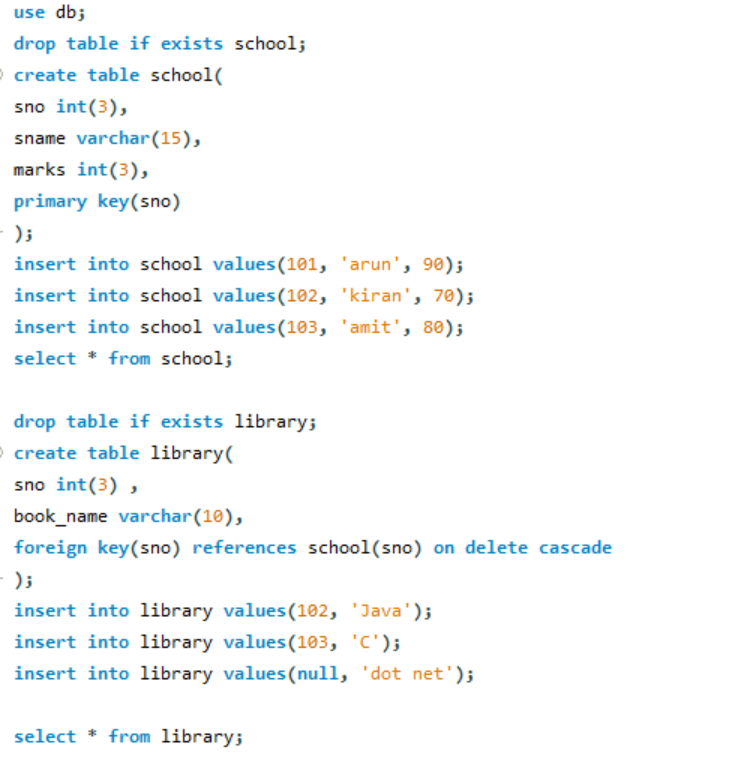 use db;
drop table if exists school;
create table school(
sno int(3),
sname varchar(15),
marks int(3),
primary key(sno)
);
insert into school values(101, 'arun', 90);
insert into school values(102, 'kiran', 70);
insert into school values(103, 'amit', 80);
select * from school;
drop table if exists library;
create table library(
sno int(3) ,
book_name varchar(10),
foreign key(sno) references school(sno) on delete cascade
);
insert into library values(102, 'Java');
insert into library values(103, 'C');
insert into library values(null, 'dot net');
select * from library;